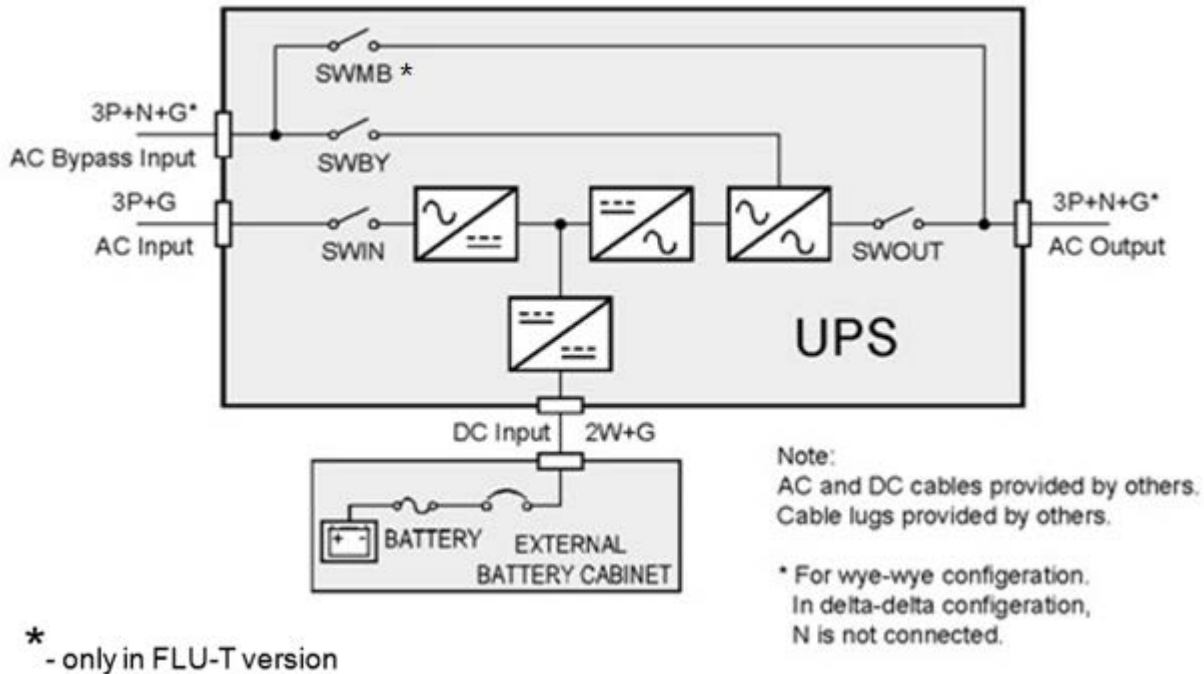 SWMB *
3P+N+G*
AC Bypass Input
SWBY
3P+G
AC Input
SWIN
SWOUT
3P+N+G*
AC Output
UPS
DC Input 2W+G
BATTERY
EXTERNAL
BATTERY CABINET
Note:
AC and DC cables provided by others.
Cable lugs provided by others.
* For wye-wye configeration.
In delta-delta configeration,
N is not connected.
* - only in FLU-T version